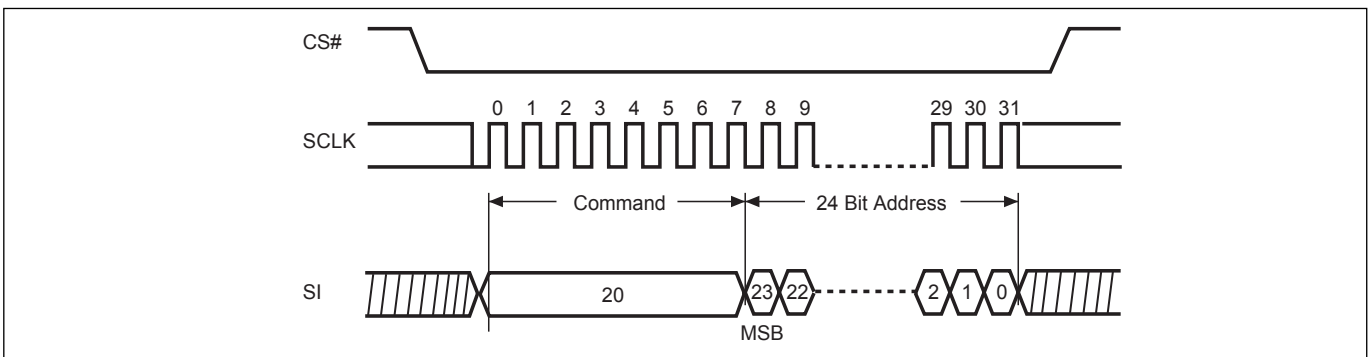 CS#
0 1 2 3 4 5 6 7 8 9 29 30 31
SCLK
Command 24 Bit Address
SI 20 23 22 2 1 0
MSB